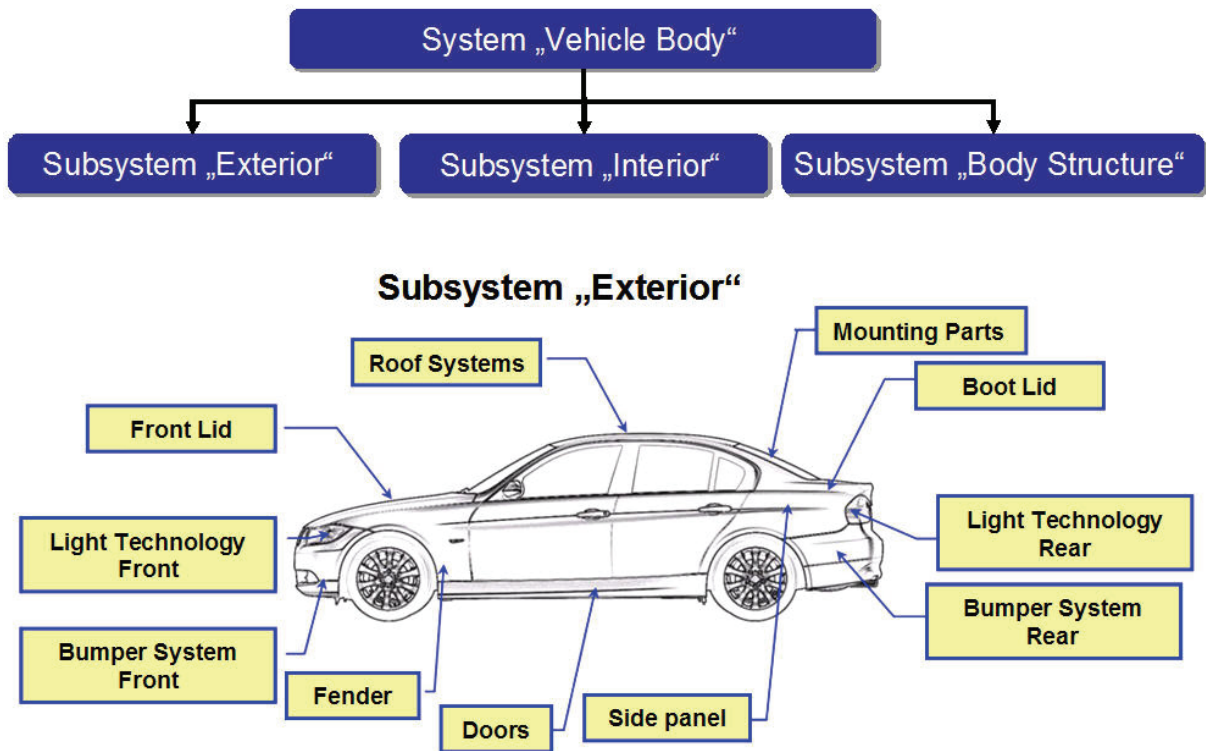 System „Vehicle Body“
Subsystem „Exterior“
Subsystem „Interior“
Subsystem „Body Structure“
Subsystem „Exterior“
Mounting Parts
Roof Systems
Boot Lid
Front Lid
Light Technology
Front
Light Technology
Rear
Bumper System
Front
Bumper System
Rear
Fender
Doors
Side panel